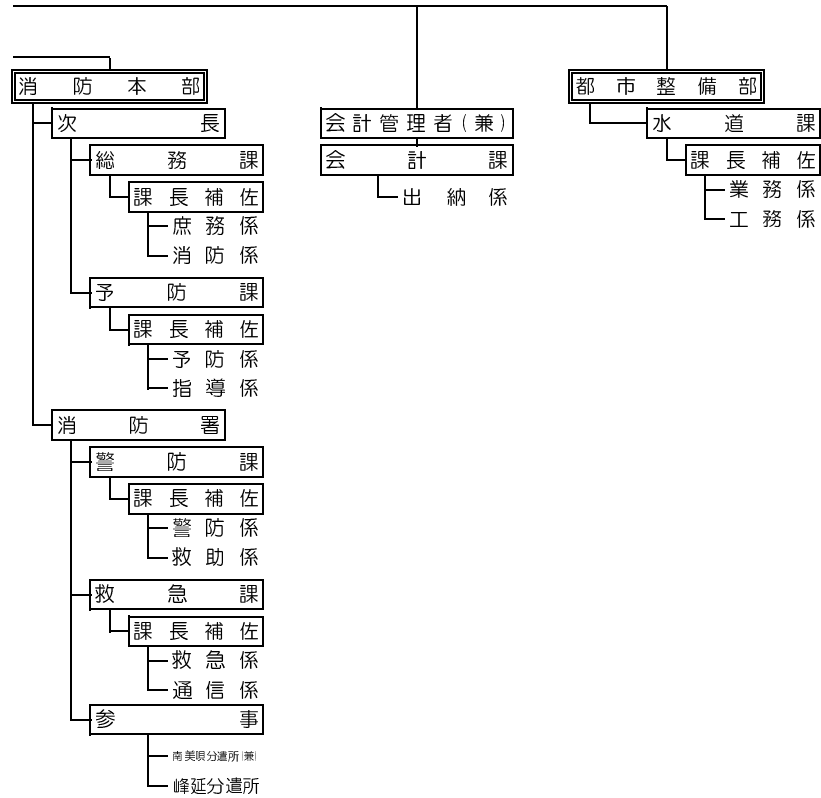 消防本部
次長
総務課
課長補佐
庶務係
消防係
予防課
課長補佐
予防係
指導係
消防署
警防課
課長補佐
警防係
救助係
救急課
課長補佐
救急係
通信係
参事
南美唄分遣所(兼)
峰延分遣所
会計管理者(兼)
会計課
出納係
都市整備部
水道課
課長補佐
業務係
工務係